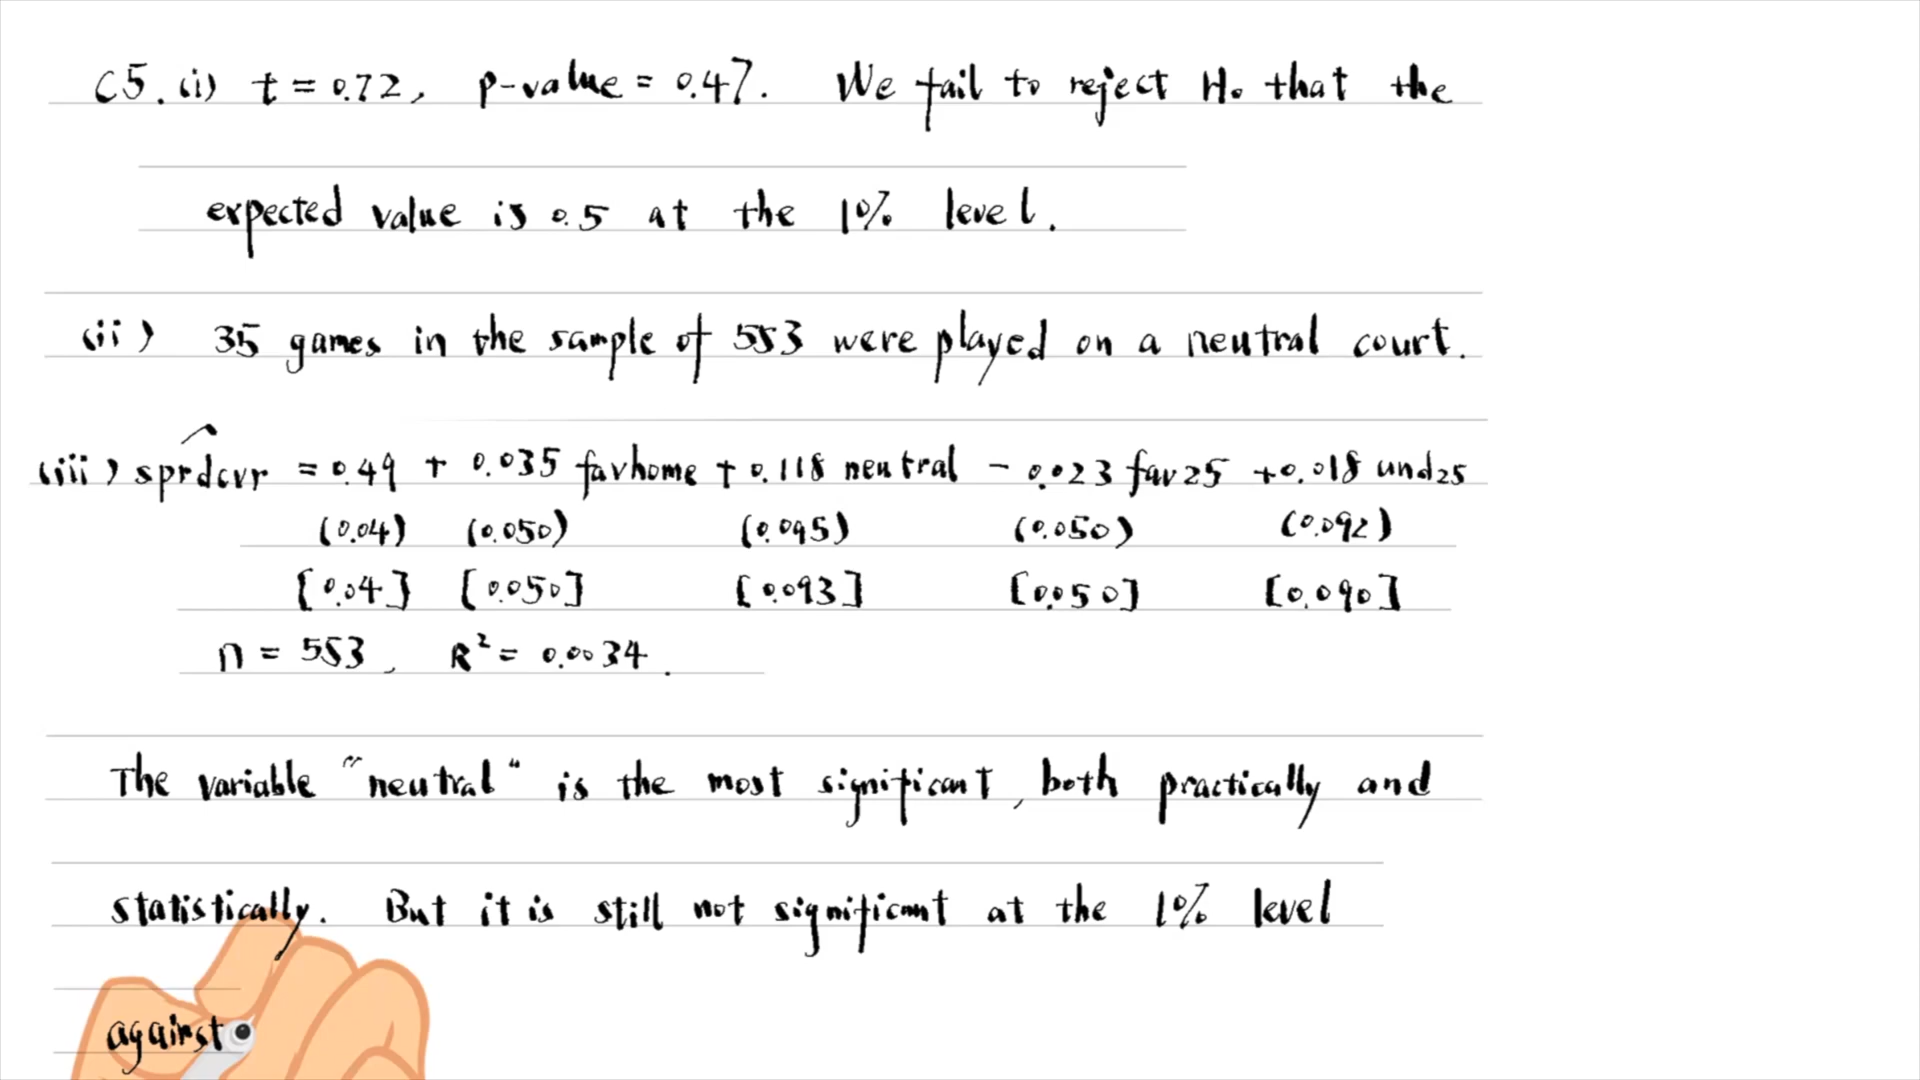 C5. (i) t = 0.72, p-value = 0.47. We fail to reject H₀ that the
expected value is 0.5 at the 10% level.
(ii) 35 games in the sample of 553 were played on a neutral court.
(iii) sprdcvr^ = 0.49 + 0.035 favhome + 0.118 neutral - 0.023 fav25 + 0.018 und25
(0.04) (0.050) (0.095) (0.050) (0.092)
[0.04] [0.050] [0.093] [0.050] [0.090]
n = 553, R² = 0.0034.
The variable "neutral" is the most significant, both practically and
statistically. But it is still not significant at the 10% level
against